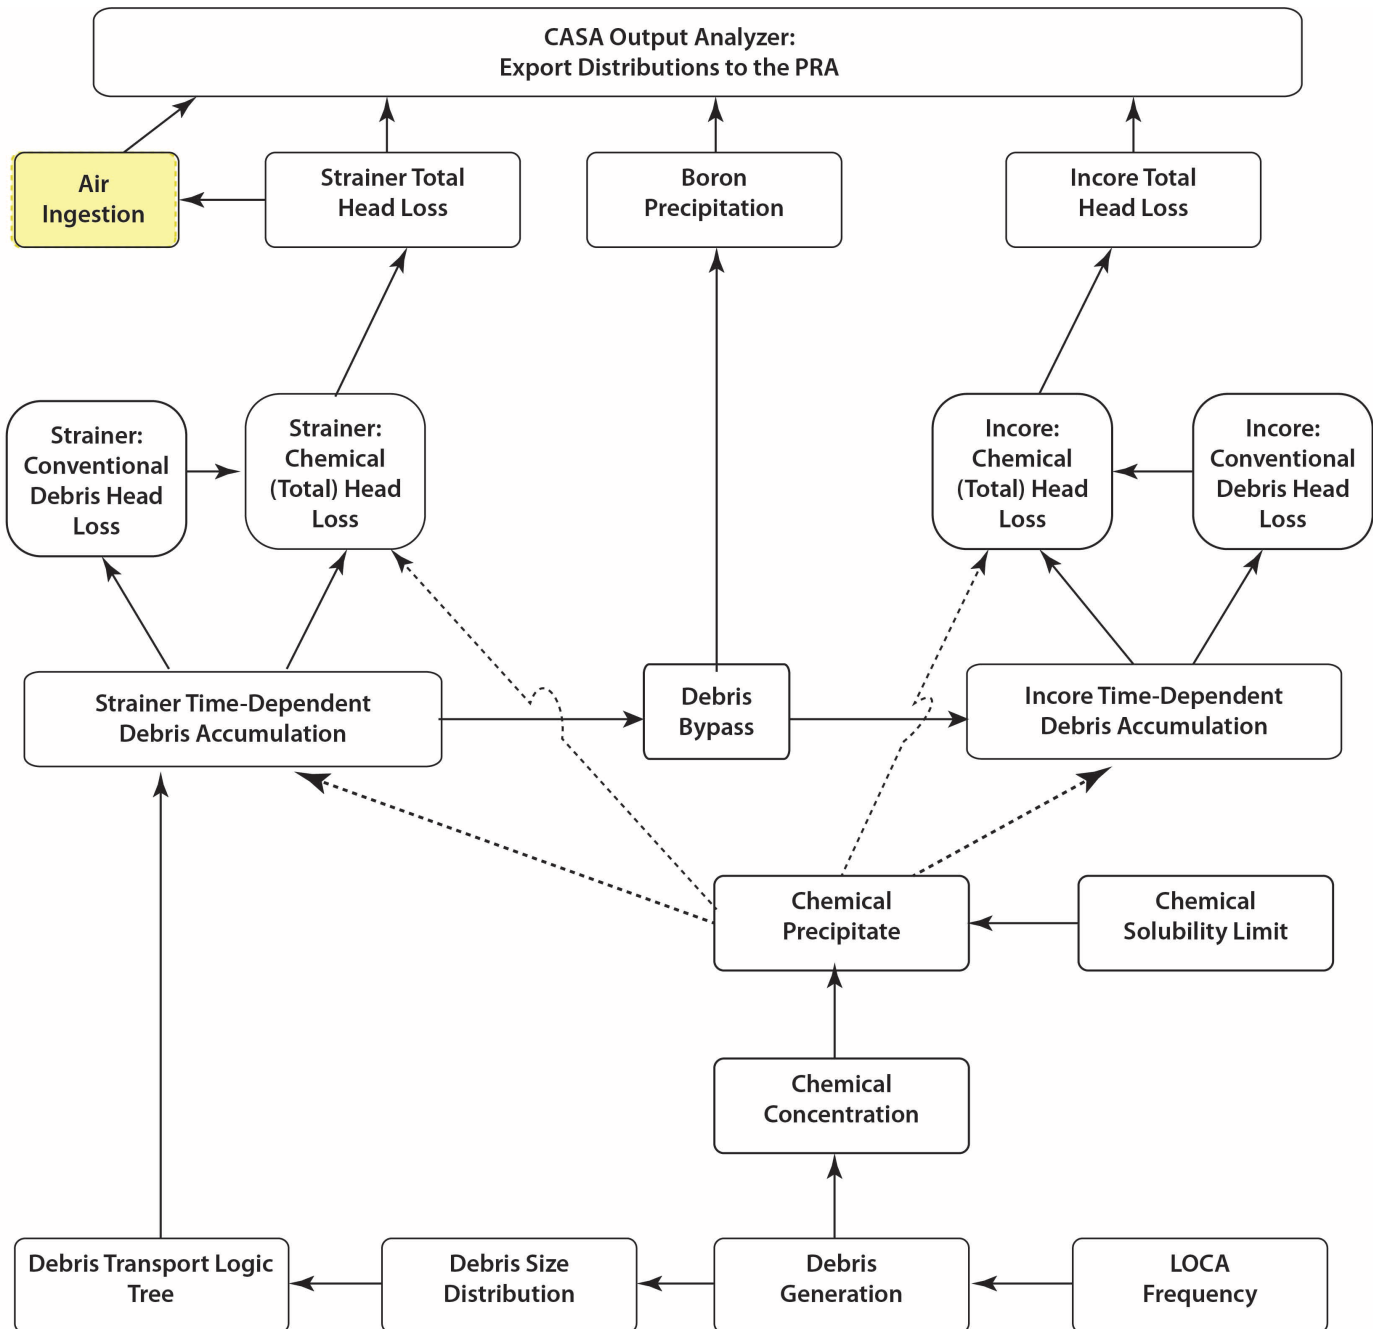 CASA Output Analyzer:
Export Distributions to the PRA
Air
Ingestion
Strainer Total
Head Loss
Boron
Precipitation
Incore Total
Head Loss
Strainer:
Conventional
Debris Head
Loss
Strainer:
Chemical
(Total) Head
Loss
Incore:
Chemical
(Total) Head
Loss
Incore:
Conventional
Debris Head
Loss
Strainer Time-Dependent
Debris Accumulation
Debris
Bypass
Incore Time-Dependent
Debris Accumulation
Chemical
Precipitate
Chemical
Solubility Limit
Chemical
Concentration
Debris Transport Logic
Tree
Debris Size
Distribution
Debris
Generation
LOCA
Frequency